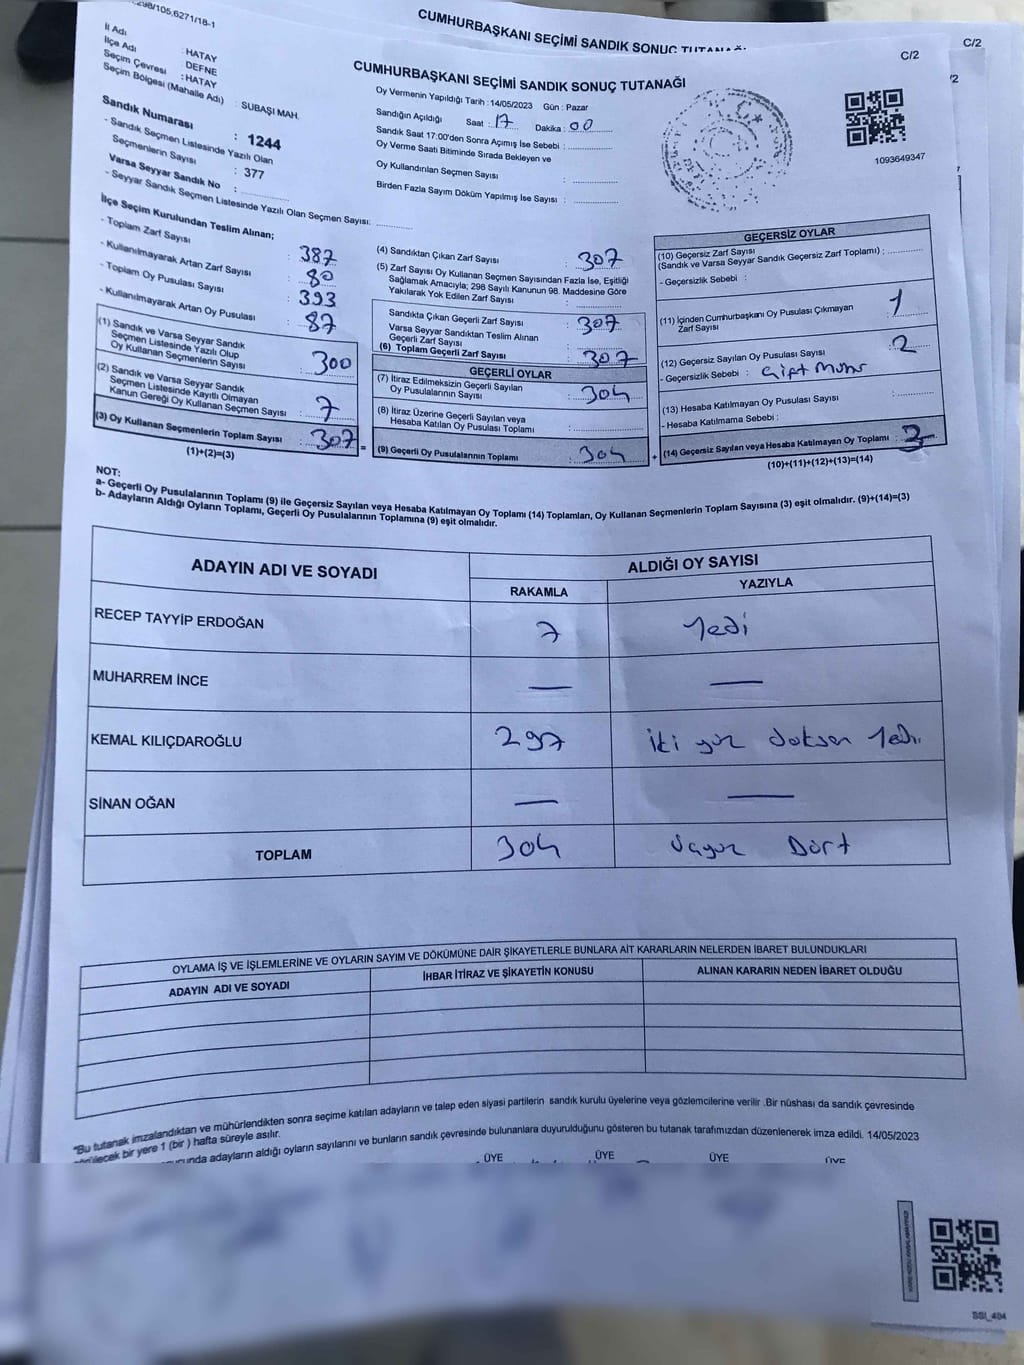 298/105,6271/18-1
CUMHURBAŞKANI SEÇİMİ SANDIK SONUÇ TUTANAĞI
C/2
/2
C/2
CUMHURBAŞKANI SEÇİMİ SANDIK SONUÇ TUTANAĞI
İl Adı : HATAY
İlçe Adı DEFNE
Seçim Çevresi : HATAY
Seçim Bölgesi (Mahalle Adı) : SUBAŞI MAH.
Sandık Numarası : 1244
- Sandık Seçmen Listesinde Yazılı Olan
Seçmenlerin Sayısı : 377
Varsa Seyyar Sandık No :
- Seyyar Sandık Seçmen Listesinde Yazılı Olan Seçmen Sayısı:
Oy Vermenin Yapıldığı Tarih : 14/05/2023 Gün : Pazar
Sandığın Açıldığı Saat : 17 Dakika : 00
Sandık Saat 17:00'den Sonra Açımış İse Sebebi :
Oy Verme Saati Bitiminde Sırada Bekleyen ve
Oy Kullandırılan Seçmen Sayısı :
Birden Fazla Sayım Döküm Yapılmış İse Sayısı :
1093649347
İlçe Seçim Kurulundan Teslim Alınan;
- Toplam Zarf Sayısı : 387
- Kullanılmayarak Artan Zarf Sayısı : 80
- Toplam Oy Pusulası Sayısı : 393
- Kullanılmayarak Artan Oy Pusulası : 87
(1) Sandık ve Varsa Seyyar Sandık
Seçmen Listesinde Yazılı Olup
Oy Kullanan Seçmenlerin Sayısı : 300
(2) Sandık ve Varsa Seyyar Sandık
Seçmen Listesinde Kayıtlı Olmayan
Kanun Gereği Oy Kullanan Seçmen Sayısı : 7
(3) Oy Kullanan Seçmenlerin Toplam Sayısı : 307
(1)+(2)=(3)
(4) Sandıktan Çıkan Zarf Sayısı : 307
(5) Zarf Sayısı Oy Kullanan Seçmen Sayısından Fazla İse, Eşitliği
Sağlamak Amacıyla; 298 Sayılı Kanunun 98. Maddesine Göre
Yakılarak Yok Edilen Zarf Sayısı :
Sandıkta Çıkan Geçerli Zarf Sayısı : 307
Varsa Seyyar Sandıktan Teslim Alınan
Geçerli Zarf Sayısı :
(6) Toplam Geçerli Zarf Sayısı : 307
GEÇERLİ OYLAR
(7) İtiraz Edilmeksizin Geçerli Sayılan
Oy Pusulalarının Sayısı : 304
(8) İtiraz Üzerine Geçerli Sayılan veya
Hesaba Katılan Oy Pusulası Toplamı :
= (9) Geçerli Oy Pusulalarının Toplamı : 304
GEÇERSİZ OYLAR
(10) Geçersiz Zarf Sayısı
(Sandık ve Varsa Seyyar Sandık Geçersiz Zarf Toplamı) :
- Geçersizlik Sebebi :
(11) İçinden Cumhurbaşkanı Oy Pusulası Çıkmayan
Zarf Sayısı : 1
(12) Geçersiz Sayılan Oy Pusulası Sayısı : 2
- Geçersizlik Sebebi : Çift Mühür
(13) Hesaba Katılmayan Oy Pusulası Sayısı :
- Hesaba Katılmama Sebebi :
+ (14) Geçersiz Sayılan veya Hesaba Katılmayan Oy Toplamı : 3
(10)+(11)+(12)+(13)=(14)
NOT:
a- Geçerli Oy Pusulalarının Toplamı (9) ile Geçersiz Sayılan veya Hesaba Katılmayan Oy Toplamı (14) Toplamları, Oy Kullanan Seçmenlerin Toplam Sayısına (3) eşit olmalıdır. (9)+(14)=(3)
b- Adayların Aldığı Oyların Toplamı, Geçerli Oy Pusulalarının Toplamına (9) eşit olmalıdır.
ADAYIN ADI VE SOYADI
ALDIĞI OY SAYISI
RAKAMLA YAZIYLA
RECEP TAYYİP ERDOĞAN 7 Yedi
MUHARREM İNCE — —
KEMAL KILIÇDAROĞLU 297 iki yüz doksan Yedi.
SİNAN OĞAN — —
TOPLAM 304 üçyüz Dört
OYLAMA İŞ VE İŞLEMLERİNE VE OYLARIN SAYIM VE DÖKÜMÜNE DAİR ŞİKAYETLERLE BUNLARA AİT KARARLARIN NELERDEN İBARET BULUNDUKLARI
ADAYIN ADI VE SOYADI İHBAR İTİRAZ VE ŞİKAYETİN KONUSU ALINAN KARARIN NEDEN İBARET OLDUĞU
"Bu tutanak imzalandıktan ve mühürlendikten sonra seçime katılan adayların ve talep eden siyasi partilerin sandık kurulu üyelerine veya gözlemcilerine verilir .Bir nüshası da sandık çevresinde
bir yere 1 (bir ) hafta süreyle asılır.
adayların aldığı oyların sayılarını ve bunların sandık çevresinde bulunanlara duyurulduğunu gösteren bu tutanak tarafımızdan düzenlenerek imza edildi. 14/05/2023
ÜYE ÜYE ÜYE ÜYE
SSI_404